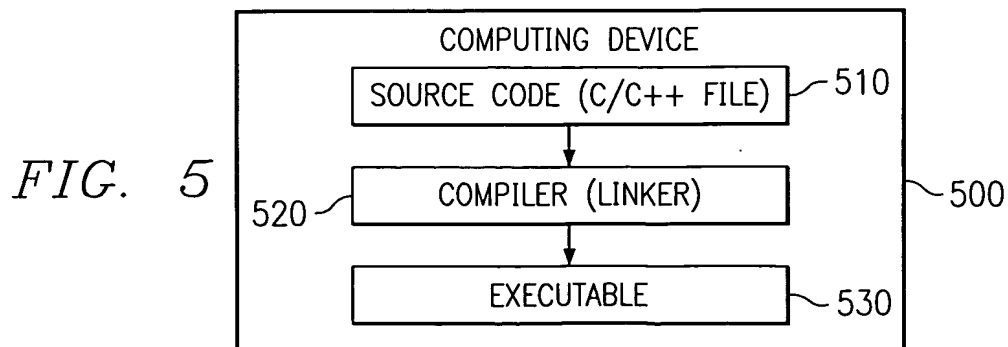 COMPUTING DEVICE
SOURCE CODE (C/C++ FILE)
510
FIG. 5
COMPILER (LINKER)
520
500
EXECUTABLE
530